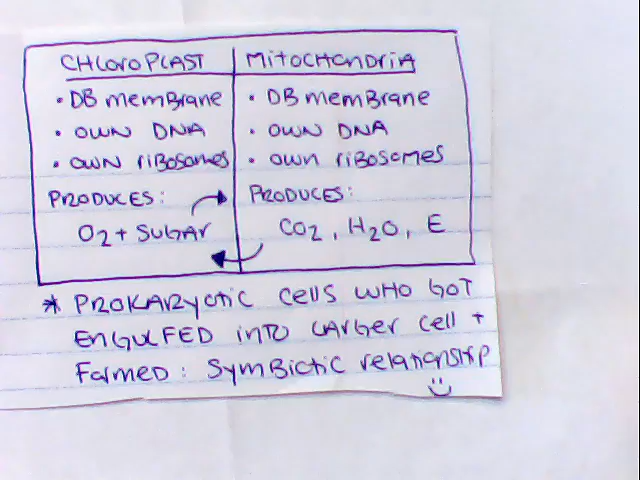 CHLOROPLAST
• DB MEMBRANE
• OWN DNA
• OWN RIBOSOMES
PRODUCES:
O2 + SUGAR
MITOCHONDRIA
• DB MEMBRANE
• OWN DNA
• OWN RIBOSOMES
PRODUCES:
CO2, H2O, E
* PROKARYOTIC CELLS WHO GOT
ENGULFED INTO LARGER CELL +
FORMED: SYMBIOTIC RELATIONSHIP